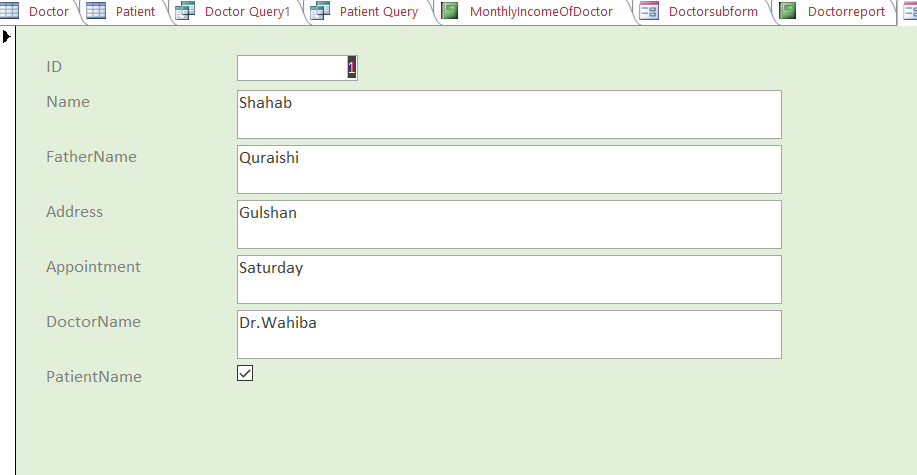 Doctor Patient Doctor Query1 Patient Query MonthlyIncomeOfDoctor Doctorsubform Doctorreport
ID 1
Name Shahab
FatherName Quraishi
Address Gulshan
Appointment Saturday
DoctorName Dr.Wahiba
PatientName